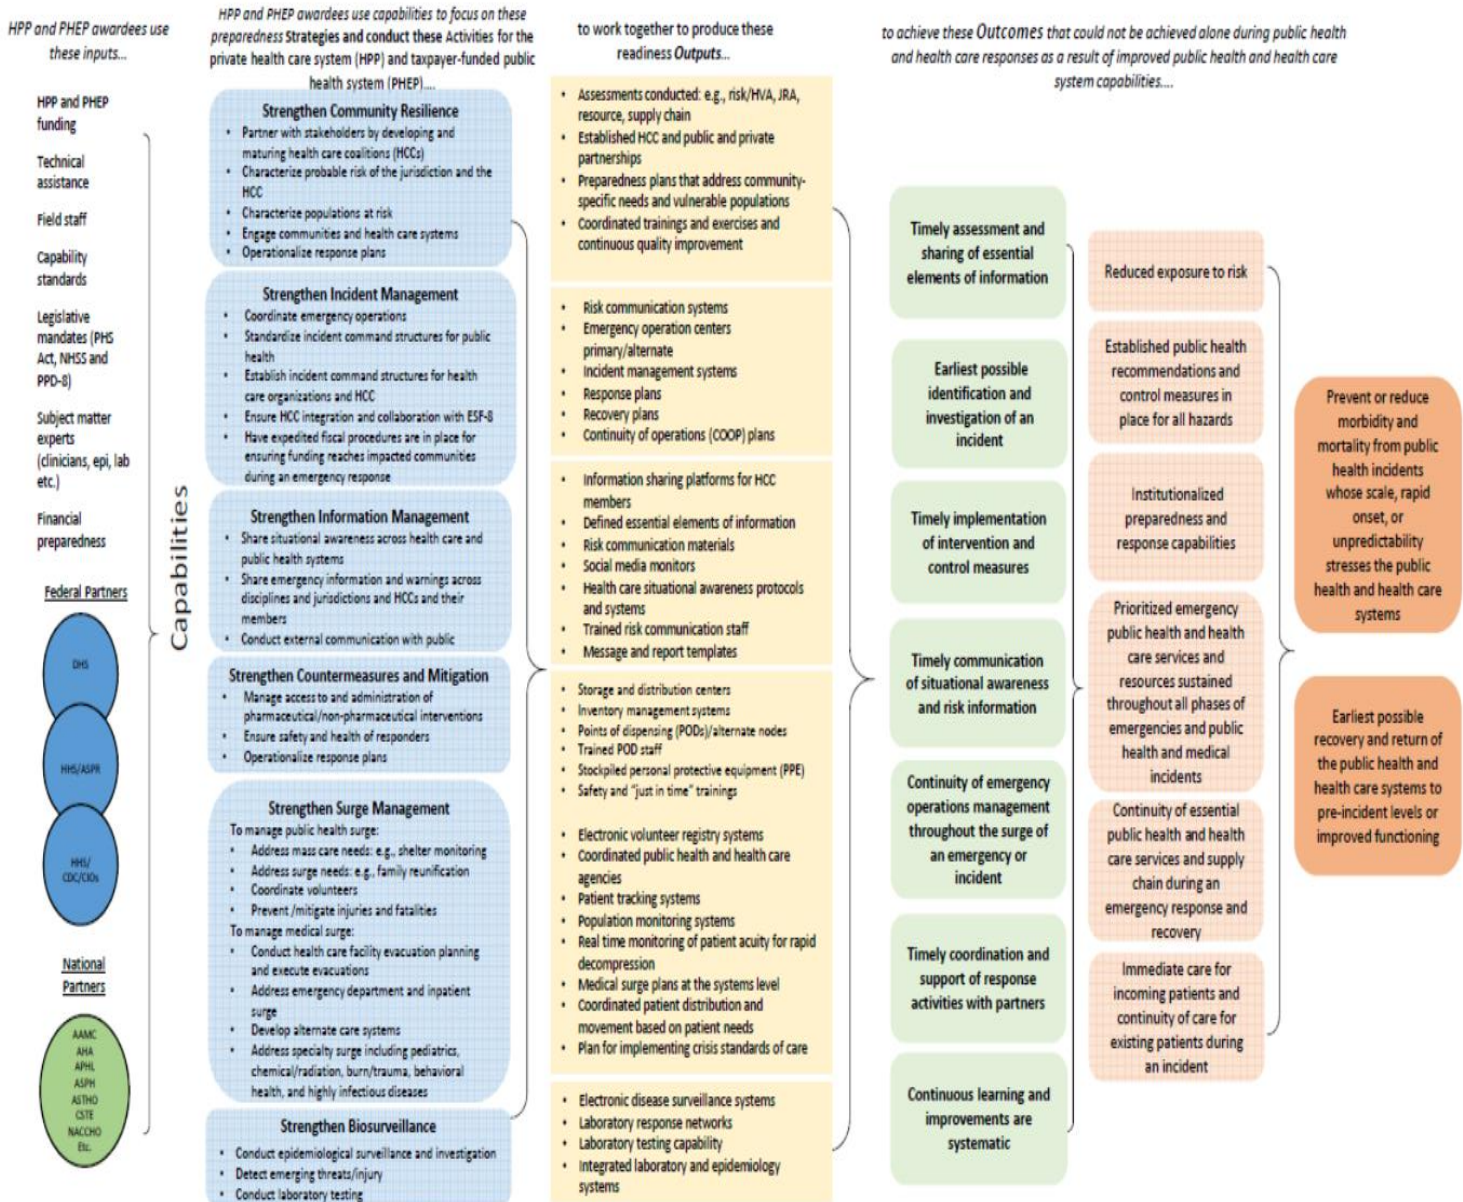 HPP and PHEP awardees use
these inputs...
HPP and PHEP
funding
Technical
assistance
Field staff
Capability
standards
Legislative
mandates (PHS
Act, NHSS and
PPD-8)
Subject matter
experts
(clinicians, epi, lab
etc.)
Financial
preparedness
Federal Partners
DHS
HHS/ASPR
HHS/
CDC/CIOs
National
Partners
AAMC
AHA
APHL
ASPH
ASTHO
CSTE
NACCHO
Etc.
Capabilities
HPP and PHEP awardees use capabilities to focus on these
preparedness Strategies and conduct these Activities for the
private health care system (HPP) and taxpayer-funded public
health system (PHEP)....
Strengthen Community Resilience
• Partner with stakeholders by developing and
maturing health care coalitions (HCCs)
• Characterize probable risk of the jurisdiction and the
HCC
• Characterize populations at risk
• Engage communities and health care systems
• Operationalize response plans
Strengthen Incident Management
• Coordinate emergency operations
• Standardize incident command structures for public
health
• Establish incident command structures for health
care organizations and HCC
• Ensure HCC integration and collaboration with ESF-8
• Have expedited fiscal procedures are in place for
ensuring funding reaches impacted communities
during an emergency response
Strengthen Information Management
• Share situational awareness across health care and
public health systems
• Share emergency information and warnings across
disciplines and jurisdictions and HCCs and their
members
• Conduct external communication with public
Strengthen Countermeasures and Mitigation
• Manage access to and administration of
pharmaceutical/non-pharmaceutical interventions
• Ensure safety and health of responders
• Operationalize response plans
Strengthen Surge Management
To manage public health surge:
• Address mass care needs: e.g., shelter monitoring
• Address surge needs: e.g., family reunification
• Coordinate volunteers
• Prevent /mitigate injuries and fatalities
To manage medical surge:
• Conduct health care facility evacuation planning
and execute evacuations
• Address emergency department and inpatient
surge
• Develop alternate care systems
• Address specialty surge including pediatrics,
chemical/radiation, burn/trauma, behavioral
health, and highly infectious diseases
Strengthen Biosurveillance
• Conduct epidemiological surveillance and investigation
• Detect emerging threats/injury
• Conduct laboratory testing
to work together to produce these
readiness Outputs...
• Assessments conducted: e.g., risk/HVA, JRA,
resource, supply chain
• Established HCC and public and private
partnerships
• Preparedness plans that address community-
specific needs and vulnerable populations
• Coordinated trainings and exercises and
continuous quality improvement
• Risk communication systems
• Emergency operation centers
primary/alternate
• Incident management systems
• Response plans
• Recovery plans
• Continuity of operations (COOP) plans
• Information sharing platforms for HCC
members
• Defined essential elements of information
• Risk communication materials
• Social media monitors
• Health care situational awareness protocols
and systems
• Trained risk communication staff
• Message and report templates
• Storage and distribution centers
• Inventory management systems
• Points of dispensing (PODs)/alternate nodes
• Trained POD staff
• Stockpiled personal protective equipment (PPE)
• Safety and "just in time" trainings
• Electronic volunteer registry systems
• Coordinated public health and health care
agencies
• Patient tracking systems
• Population monitoring systems
• Real time monitoring of patient acuity for rapid
decompression
• Medical surge plans at the systems level
• Coordinated patient distribution and
movement based on patient needs
• Plan for implementing crisis standards of care
• Electronic disease surveillance systems
• Laboratory response networks
• Laboratory testing capability
• Integrated laboratory and epidemiology
systems
to achieve these Outcomes that could not be achieved alone during public health
and health care responses as a result of improved public health and health care
system capabilities....
Timely assessment and
sharing of essential
elements of information
Earliest possible
identification and
investigation of an
incident
Timely implementation
of intervention and
control measures
Timely communication
of situational awareness
and risk information
Continuity of emergency
operations management
throughout the surge of
an emergency or
incident
Timely coordination and
support of response
activities with partners
Continuous learning and
improvements are
systematic
Reduced exposure to risk
Established public health
recommendations and
control measures in
place for all hazards
Institutionalized
preparedness and
response capabilities
Prioritized emergency
public health and health
care services and
resources sustained
throughout all phases of
emergencies and public
health and medical
incidents
Continuity of essential
public health and health
care services and supply
chain during an
emergency response and
recovery
Immediate care for
incoming patients and
continuity of care for
existing patients during
an incident
Prevent or reduce
morbidity and
mortality from public
health incidents
whose scale, rapid
onset, or
unpredictability
stresses the public
health and health care
systems
Earliest possible
recovery and return of
the public health and
health care systems to
pre-incident levels or
improved functioning